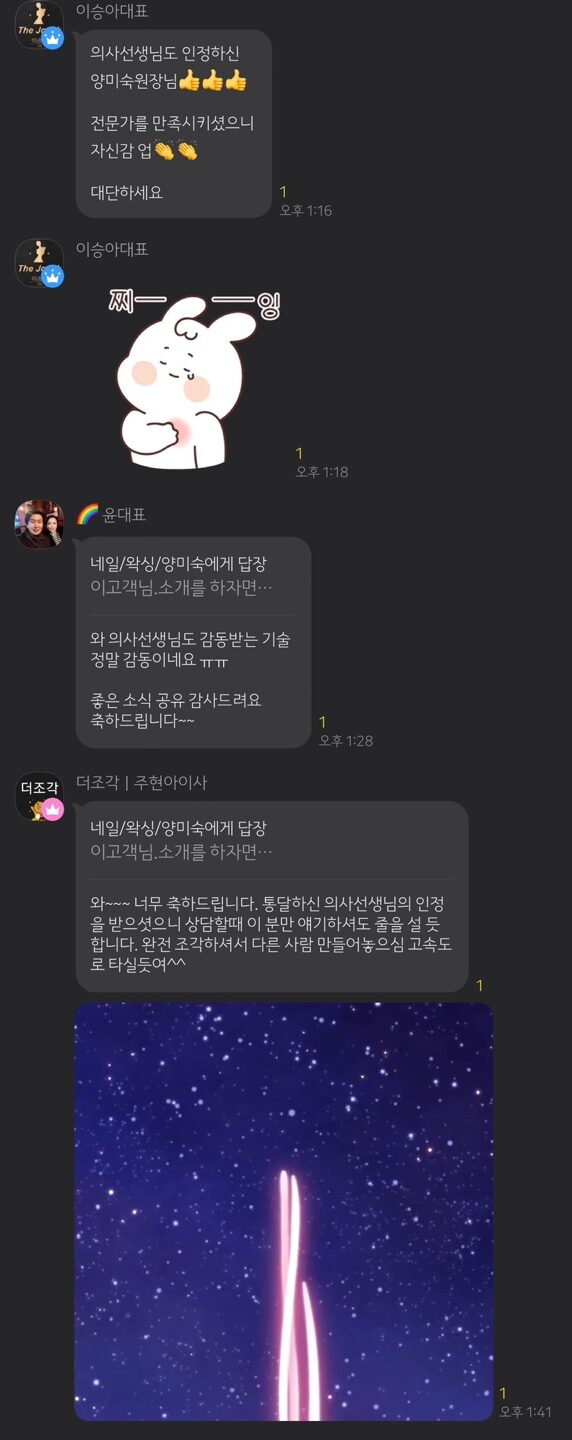 이승아대표
The Jo
의사선생님도 인정하신
양미숙원장님👍👍👍
전문가를 만족시키셨으니
자신감 업👏👏
대단하세요
1
오후 1:16
이승아대표
The Jo
찌 잉
1
오후 1:18
🌈 윤대표
네일/왁싱/양미숙에게 답장
이고객님.소개를 하자면…
와 의사선생님도 감동받는 기술
정말 감동이네요 ㅠㅠ
좋은 소식 공유 감사드려요
축하드립니다~~
1
오후 1:28
더조각
더조각 | 주현아이사
네일/왁싱/양미숙에게 답장
이고객님.소개를 하자면…
와~~~ 너무 축하드립니다. 통달하신 의사선생님의 인정
을 받으셧으니 상담할때 이 분만 얘기하셔도 줄을 설 듯
합니다. 완전 조각하셔서 다른 사람 만들어놓으심 고속도
로 타실듯여^^
1
1
오후 1:41